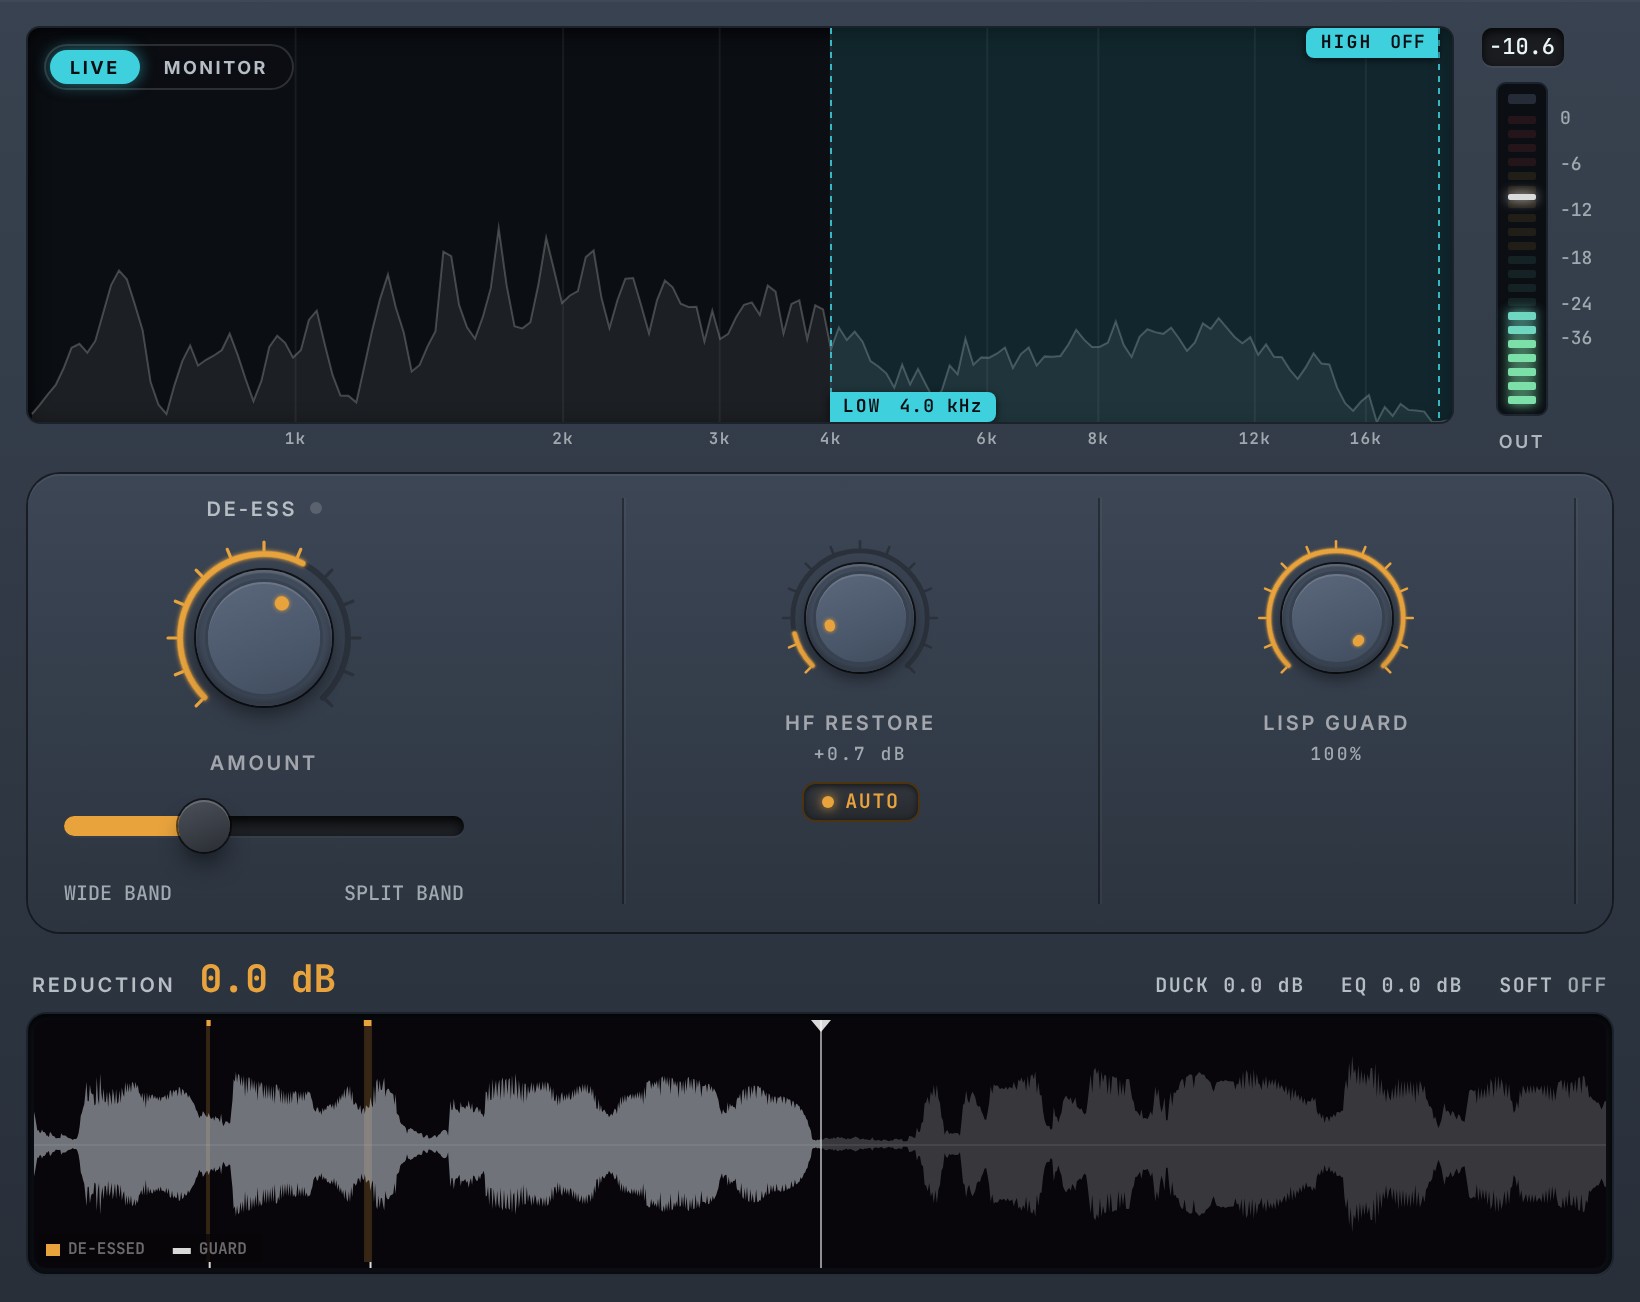 LIVE MONITOR
HIGH OFF
-10.6
0
-6
-12
-18
-24
-36
LOW 4.0 kHz
1k 2k 3k 4k 6k 8k 12k 16k
OUT
DE-ESS
AMOUNT
WIDE BAND SPLIT BAND
HF RESTORE
+0.7 dB
AUTO
LISP GUARD
100%
REDUCTION 0.0 dB
DUCK 0.0 dB EQ 0.0 dB SOFT OFF
DE-ESSED GUARD